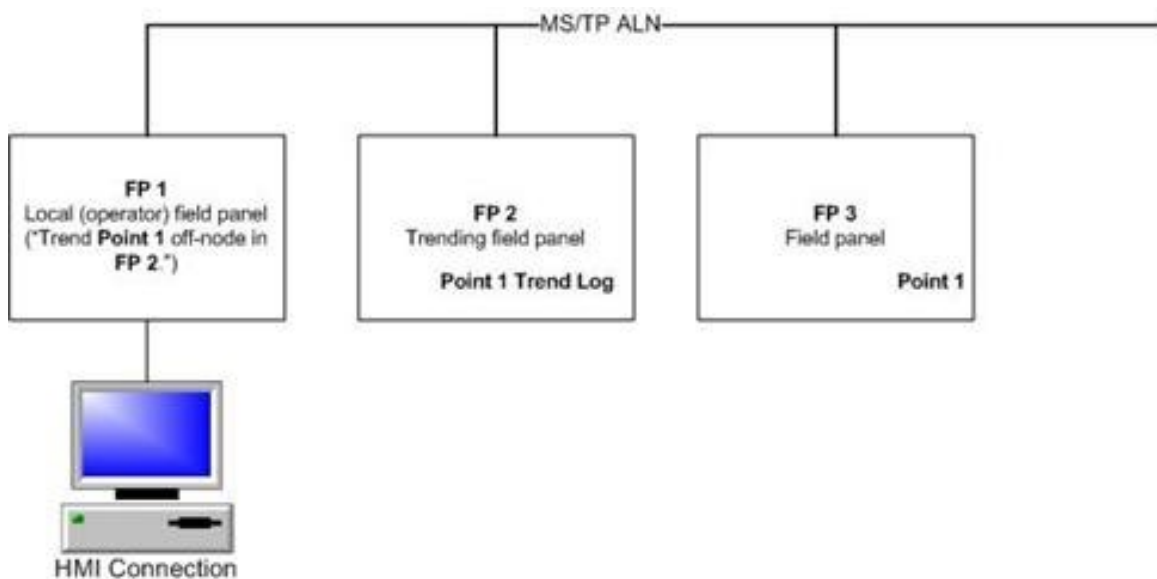 MS/TP ALN
FP 1
Local (operator) field panel
("Trend Point 1 off-node in
FP 2.")
FP 2
Trending field panel
Point 1 Trend Log
FP 3
Field panel
Point 1
HMI Connection